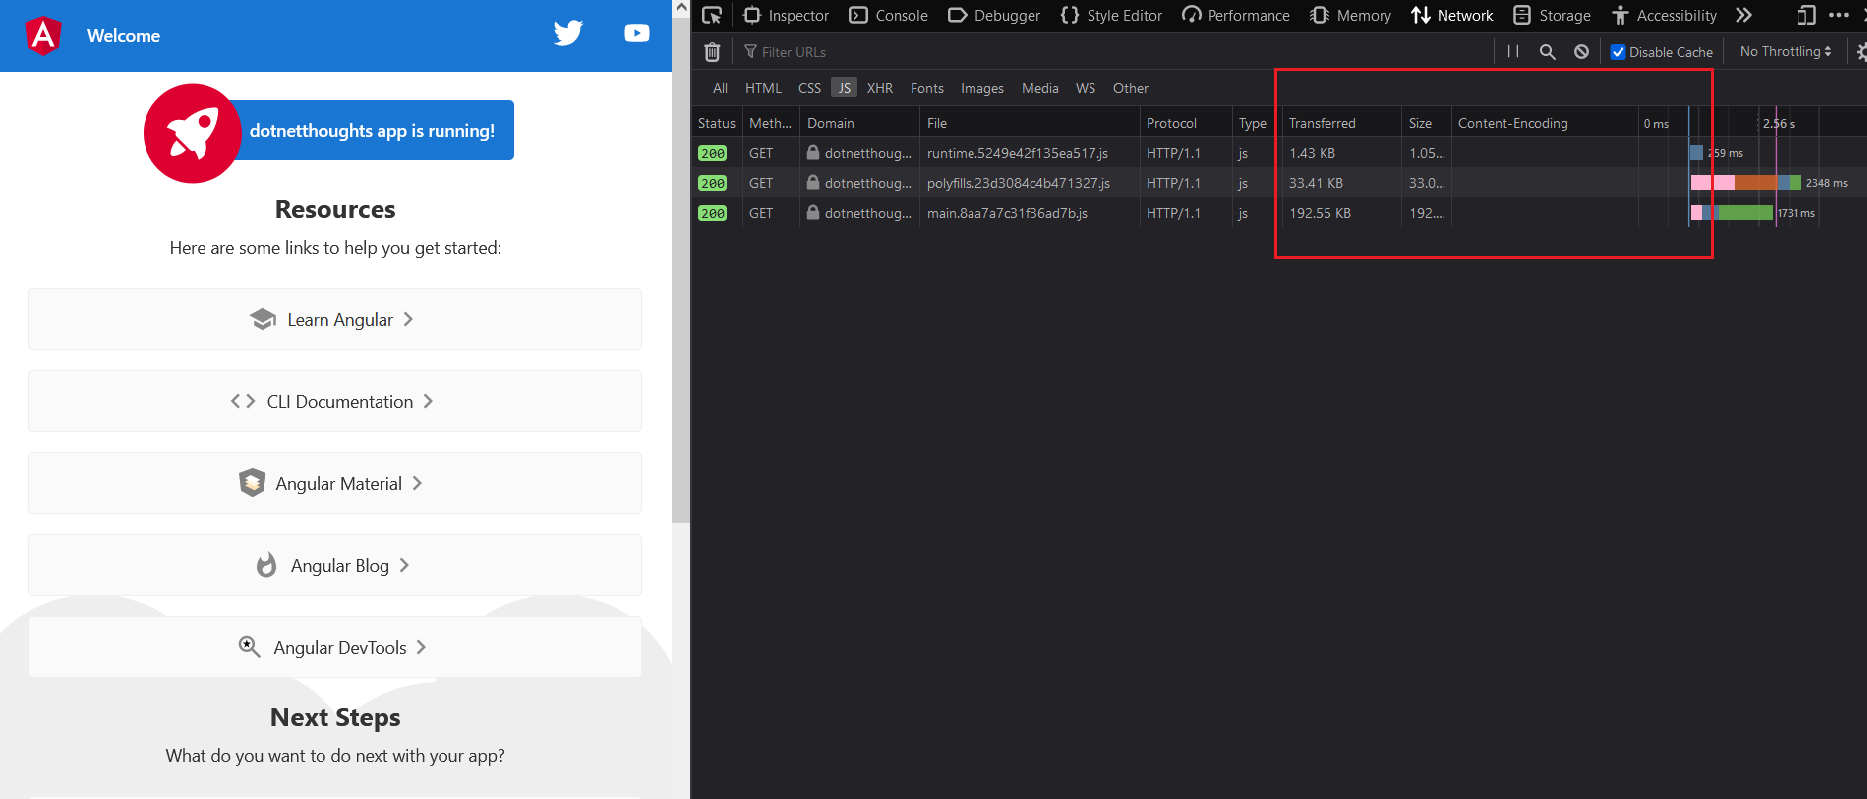 Welcome
dotnetthoughts app is running!
Resources
Here are some links to help you get started:
Learn Angular
CLI Documentation
Angular Material
Angular Blog
Angular DevTools
Next Steps
What do you want to do next with your app?
Inspector Console Debugger Style Editor Performance Memory Network Storage Accessibility
Filter URLs Disable Cache No Throttling
All HTML CSS JS XHR Fonts Images Media WS Other
Status Meth... Domain File Protocol Type Transferred Size Content-Encoding 0 ms 2.56 s
200 GET dotnetthoug... runtime.5249e42f135ea517.js HTTP/1.1 js 1.43 KB 1.05... 259 ms
200 GET dotnetthoug... polyfills.23d3084c4b471327.js HTTP/1.1 js 33.41 KB 33.0... 2348 ms
200 GET dotnetthoug... main.8aa7a7c31f36ad7b.js HTTP/1.1 js 192.55 KB 192.... 1731 ms